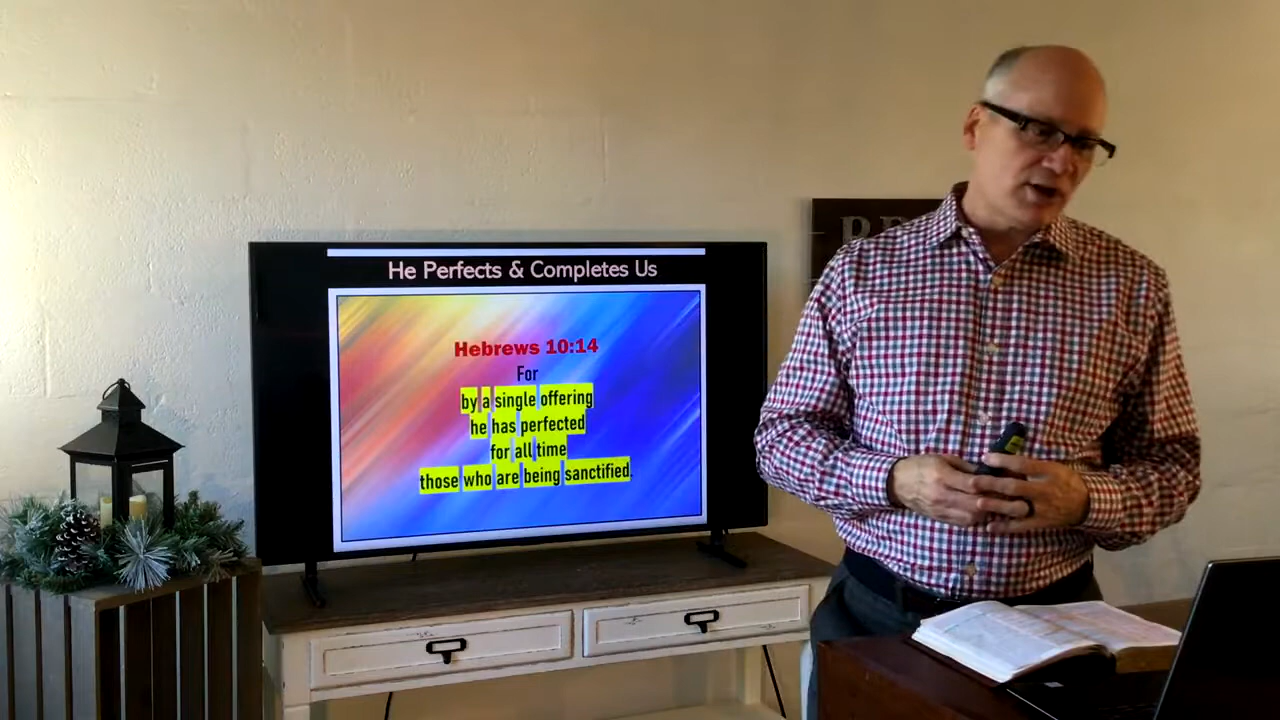 He Perfects & Completes Us
Hebrews 10:14
For
by a single offering
he has perfected
for all time
those who are being sanctified.